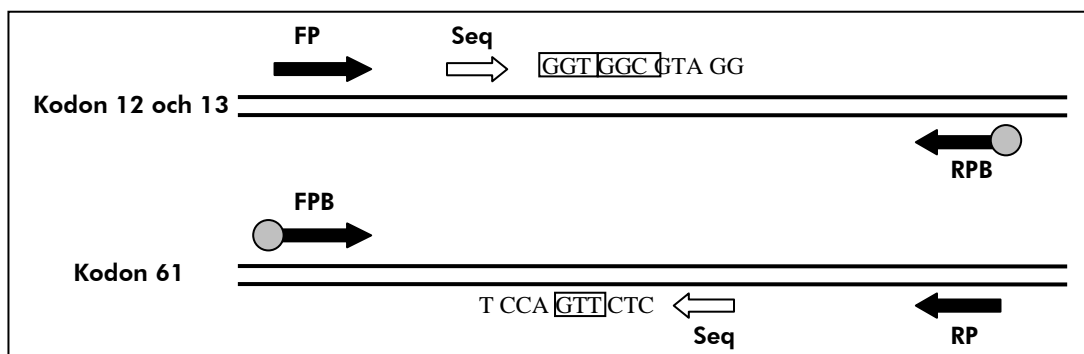 FP Seq
GGT GGC GTA GG
Kodon 12 och 13
RPB
FPB
Kodon 61
T CCA GTT CTC
Seq RP